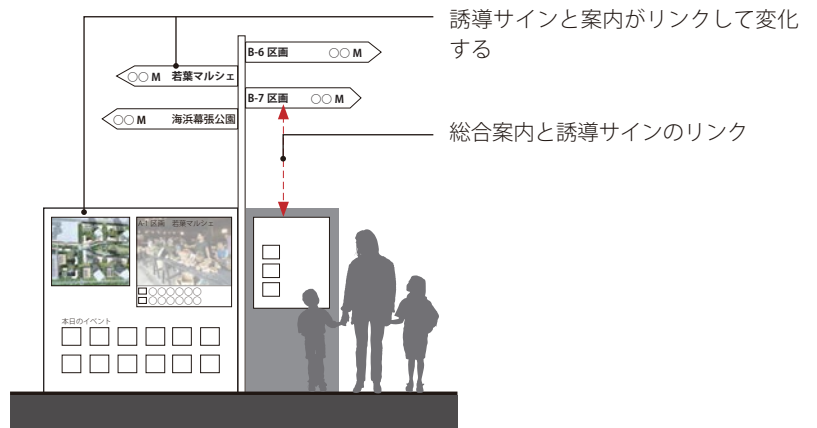 誘導サインと案内がリンクして変化
する
B-6 区画 ○○ M
○○ M 若葉マルシェ
B-7 区画 ○○ M
○○ M 海浜幕張公園
総合案内と誘導サインのリンク
A-1 区画 若葉マルシェ
○○○○○○
○○○○○○
本日のイベント